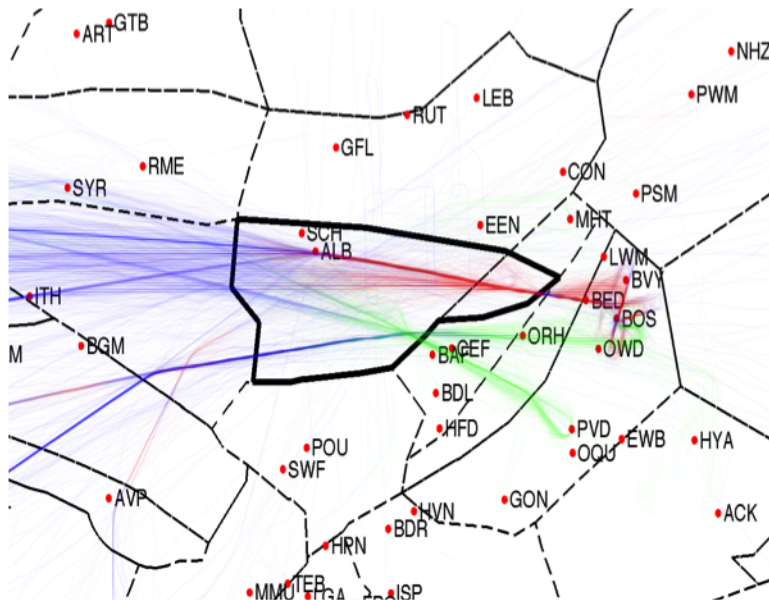 GTB
ART
NHZ
PWM
LEB
RUT
GFL
RME
CON
SYR
PSM
MHT
EEN
SCH
ALB
LWM
BVY
ITH
BED
BOS
ORH
BGM
M
CEF
BAF
OWD
BDL
HFD
PVD
EWB
HYA
POU
OQU
SWF
AVP
GON
HVN
ACK
BDR
HPN
TEB
MMU
LGA
ISP